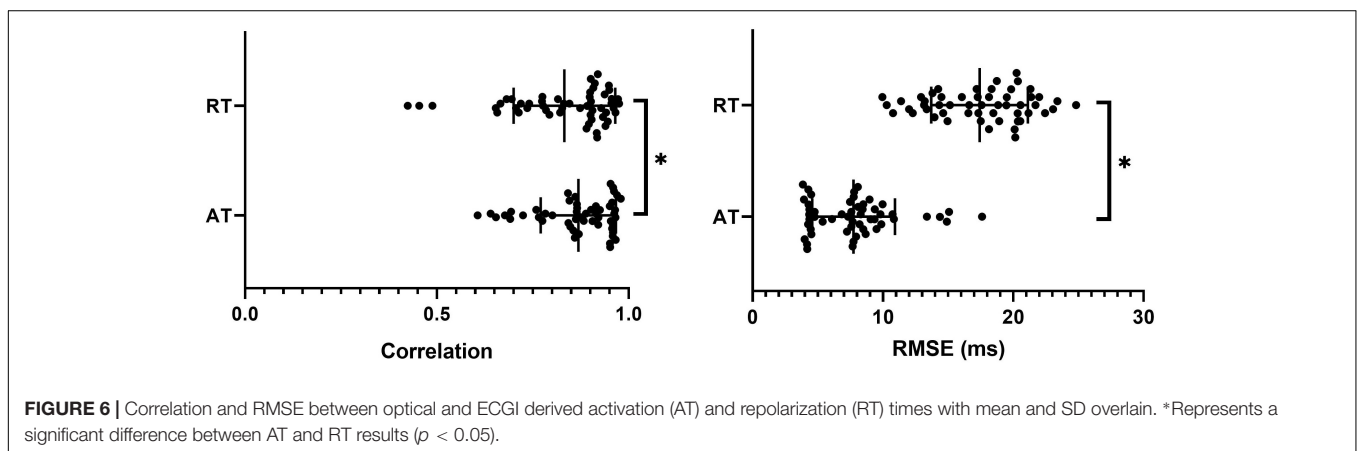 RT
AT
*
0.0 0.5 1.0
Correlation
RT
AT
*
0 10 20 30
RMSE (ms)
FIGURE 6 | Correlation and RMSE between optical and ECGI derived activation (AT) and repolarization (RT) times with mean and SD overlain. *Represents a
significant difference between AT and RT results (p < 0.05).